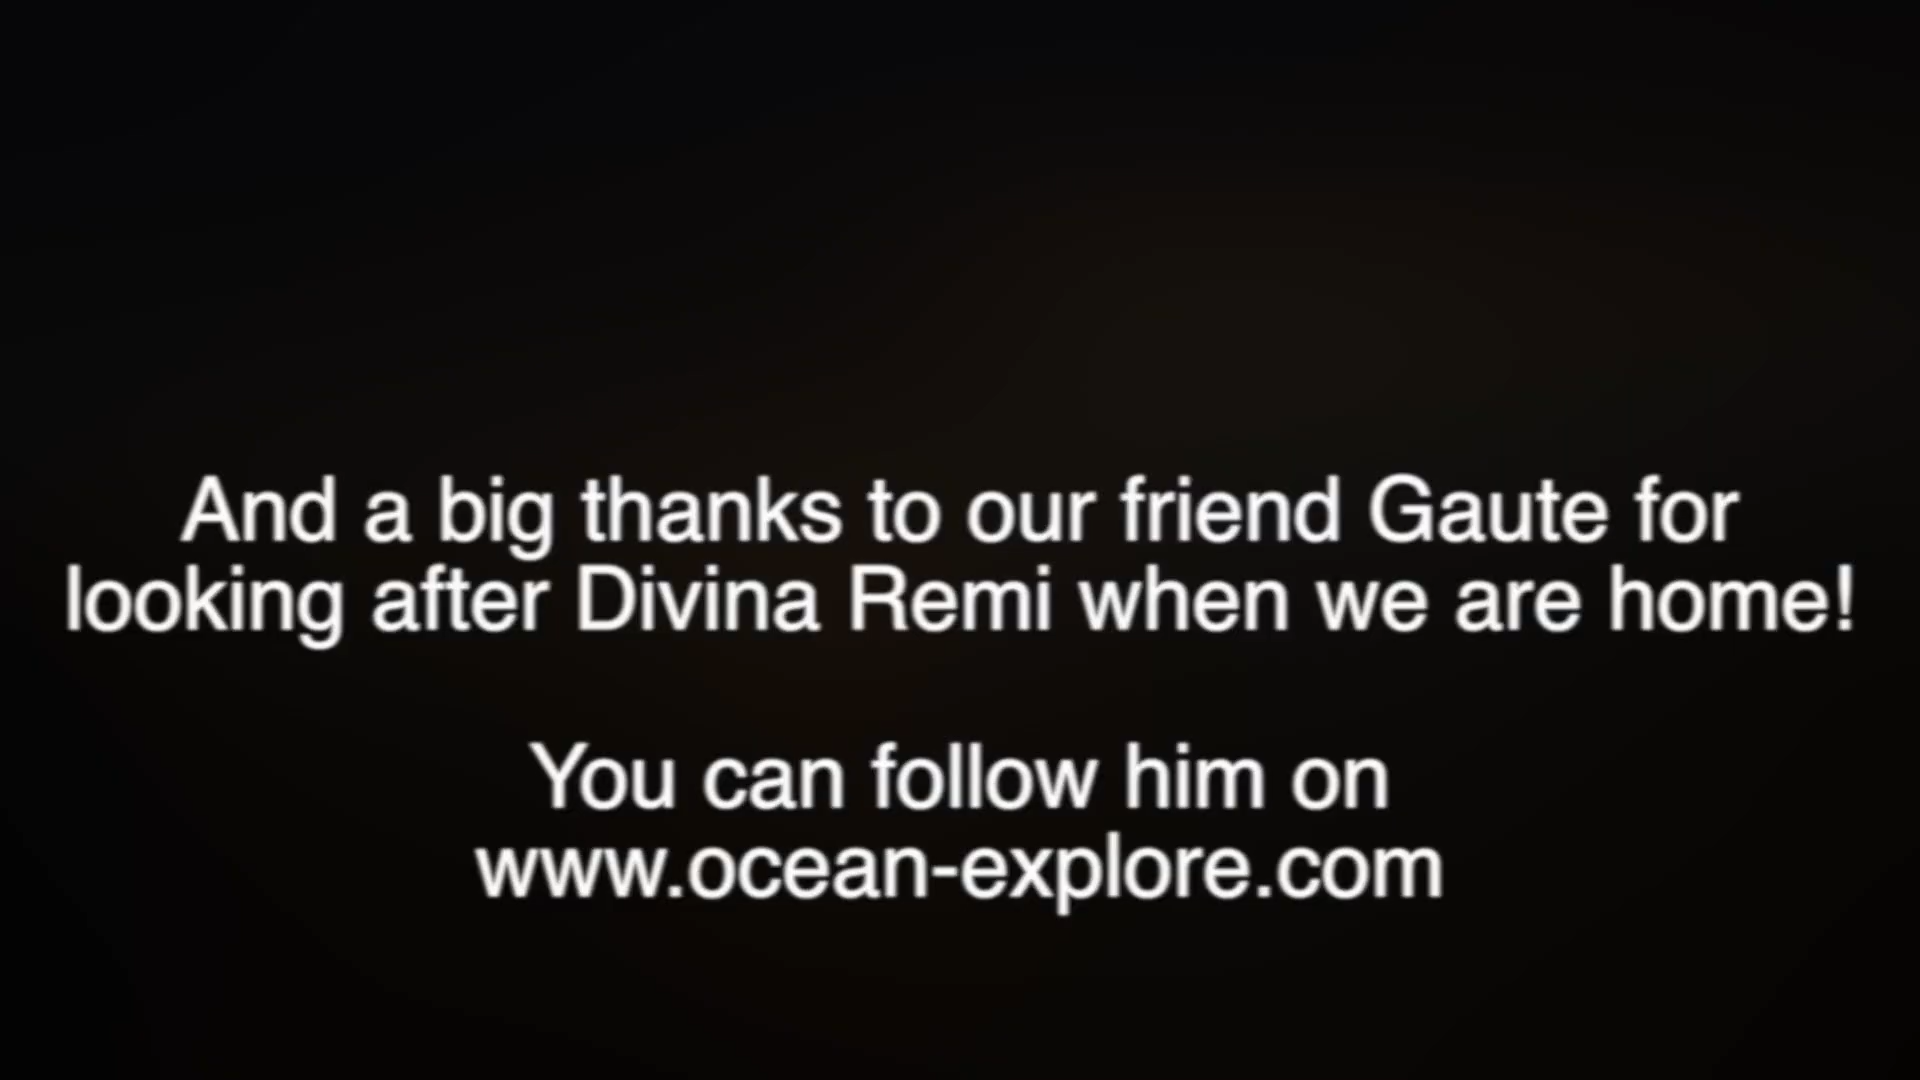 And a big thanks to our friend Gaute for
looking after Divina Remi when we are home!
You can follow him on
www.ocean-explore.com